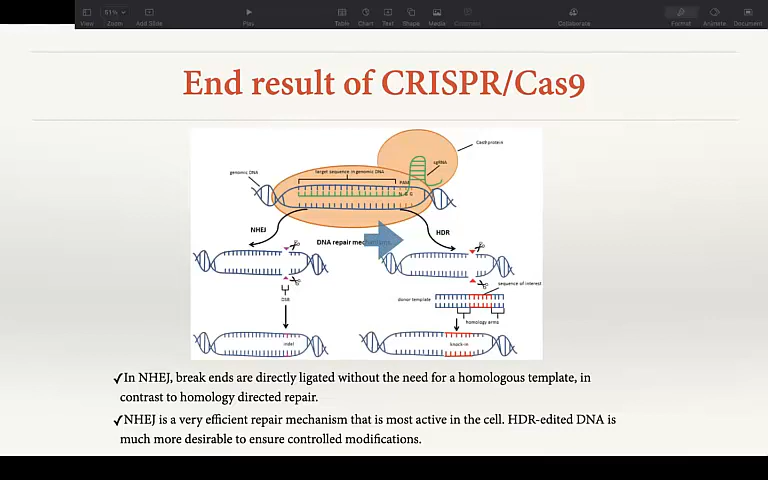 View
51%
Zoom
Add Slide
Play
Table
Chart
Text
Shape
Media
Comment
Collaborate
Format
Animate
Document
End result of CRISPR/Cas9
Cas9 protein
sgRNA
target sequence in genomic DNA
genomic DNA
PAM
N G G
NHEJ
HDR
DNA repair mechanisms
sequence of interest
donor template
DSB
homology arms
indel
knock-in
✓In NHEJ, break ends are directly ligated without the need for a homologous template, in
contrast to homology directed repair.
✓NHEJ is a very efficient repair mechanism that is most active in the cell. HDR-edited DNA is
much more desirable to ensure controlled modifications.